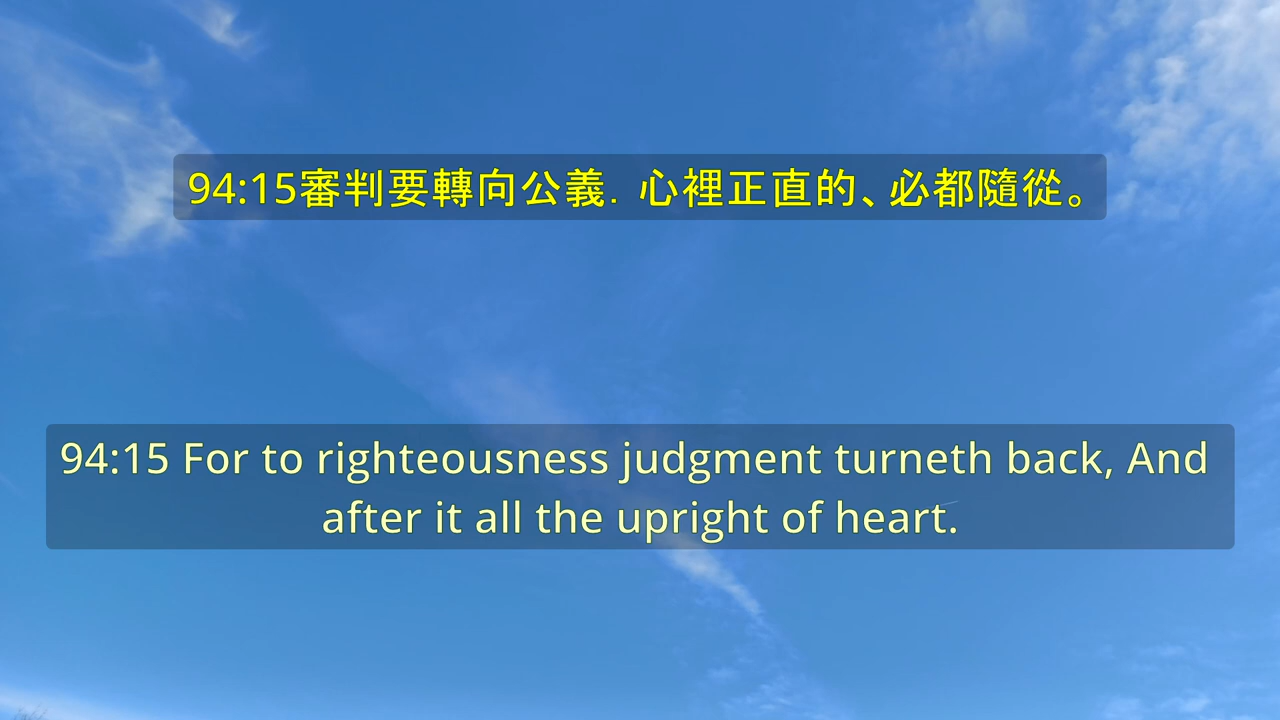 94:15審判要轉向公義．心裡正直的、必都隨從。
94:15 For to righteousness judgment turneth back, And
after it all the upright of heart.